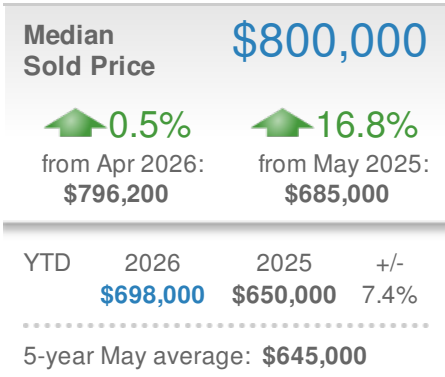 Median
Sold Price
$800,000
0.5%
from Apr 2026:
$796,200
16.8%
from May 2025:
$685,000
YTD 2026 2025 +/-
$698,000 $650,000 7.4%
5-year May average: $645,000